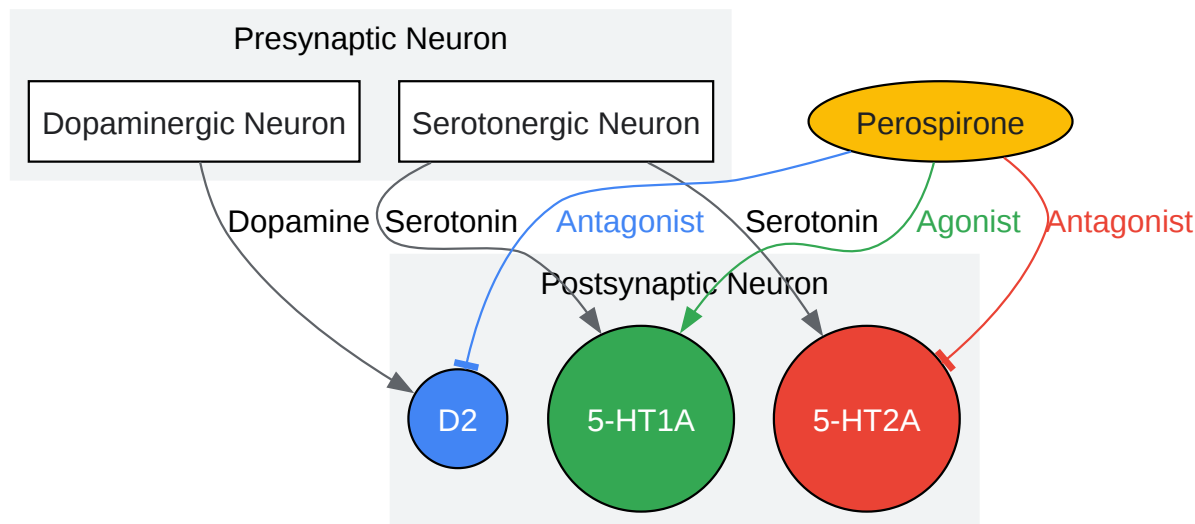 Presynaptic Neuron
Dopaminergic Neuron
Serotonergic Neuron
Perospirone
Dopamine
Serotonin
Antagonist
Serotonin
Agonist
Antagonist
Postsynaptic Neuron
D2
5-HT1A
5-HT2A